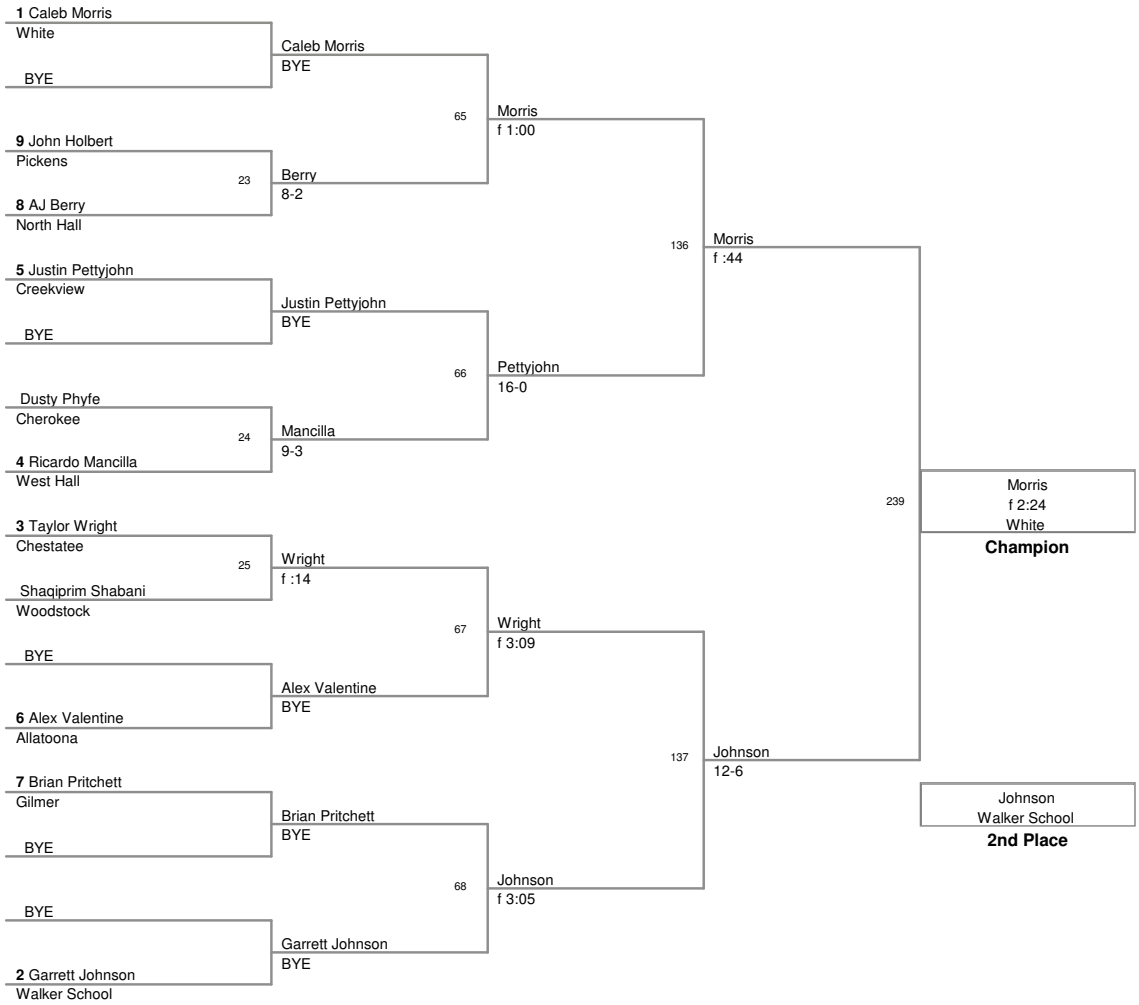 1 Caleb Morris
White
BYE
9 John Holbert
Pickens
8 AJ Berry
North Hall
5 Justin Pettyjohn
Creekview
BYE
Dusty Phyfe
Cherokee
4 Ricardo Mancilla
West Hall
3 Taylor Wright
Chestatee
Shaqiprim Shabani
Woodstock
BYE
6 Alex Valentine
Allatoona
7 Brian Pritchett
Gilmer
BYE
BYE
2 Garrett Johnson
Walker School
23
24
25
Caleb Morris
BYE
Berry
8-2
Justin Pettyjohn
BYE
Mancilla
9-3
Wright
f :14
Alex Valentine
BYE
Brian Pritchett
BYE
Garrett Johnson
BYE
65
66
67
68
Morris
f 1:00
Pettyjohn
16-0
Wright
f 3:09
Johnson
f 3:05
136
137
Morris
f :44
Johnson
12-6
239
Morris
f 2:24
White
Champion
Johnson
Walker School
2nd Place